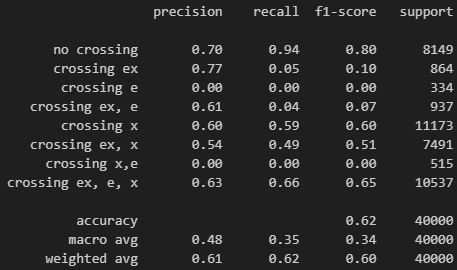 precision recall f1-score support
no crossing 0.70 0.94 0.80 8149
crossing ex 0.77 0.05 0.10 864
crossing e 0.00 0.00 0.00 334
crossing ex, e 0.61 0.04 0.07 937
crossing x 0.60 0.59 0.60 11173
crossing ex, x 0.54 0.49 0.51 7491
crossing x,e 0.00 0.00 0.00 515
crossing ex, e, x 0.63 0.66 0.65 10537
accuracy 0.62 40000
macro avg 0.48 0.35 0.34 40000
weighted avg 0.61 0.62 0.60 40000